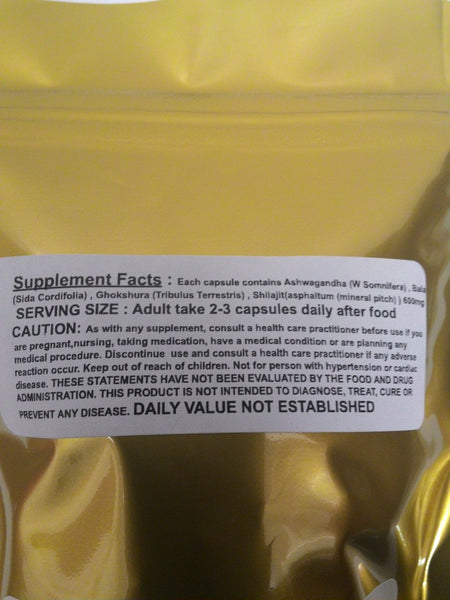 Supplement Facts : Each capsule contains Ashwagandha (W Somnifera) , Bala
(Sida Cordifolia) , Ghokshura (Tribulus Terrestris) , Shilajit(asphaltum (mineral pitch) ) 600mg
SERVING SIZE : Adult take 2-3 capsules daily after food
CAUTION: As with any supplement, consult a health care practitioner before use if you
are pregnant,nursing, taking medication, have a medical condition or are planning any
medical procedure. Discontinue use and consult a health care practitioner if any adverse
reaction occur. Keep out of reach of children. Not for person with hypertension or cardiac
disease. THESE STATEMENTS HAVE NOT BEEN EVALUATED BY THE FOOD AND DRUG
ADMINISTRATION. THIS PRODUCT IS NOT INTENDED TO DIAGNOSE, TREAT, CURE OR
PREVENT ANY DISEASE. DAILY VALUE NOT ESTABLISHED